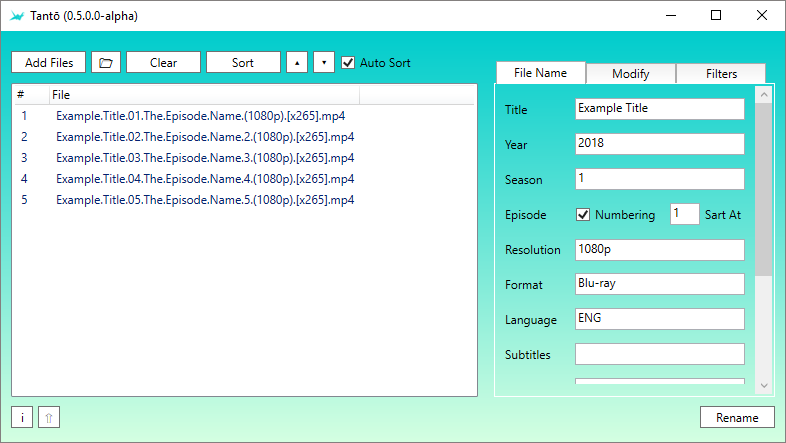 Tantō (0.5.0.0-alpha)
Add Files Clear Sort Auto Sort
# File
1 Example.Title.01.The.Episode.Name.(1080p).[x265].mp4
2 Example.Title.02.The.Episode.Name.2.(1080p).[x265].mp4
3 Example.Title.03.The.Episode.Name.3.(1080p).[x265].mp4
4 Example.Title.04.The.Episode.Name.4.(1080p).[x265].mp4
5 Example.Title.05.The.Episode.Name.5.(1080p).[x265].mp4
File Name Modify Filters
Title Example Title
Year 2018
Season 1
Episode Numbering 1 Sart At
Resolution 1080p
Format Blu-ray
Language ENG
Subtitles
i
Rename